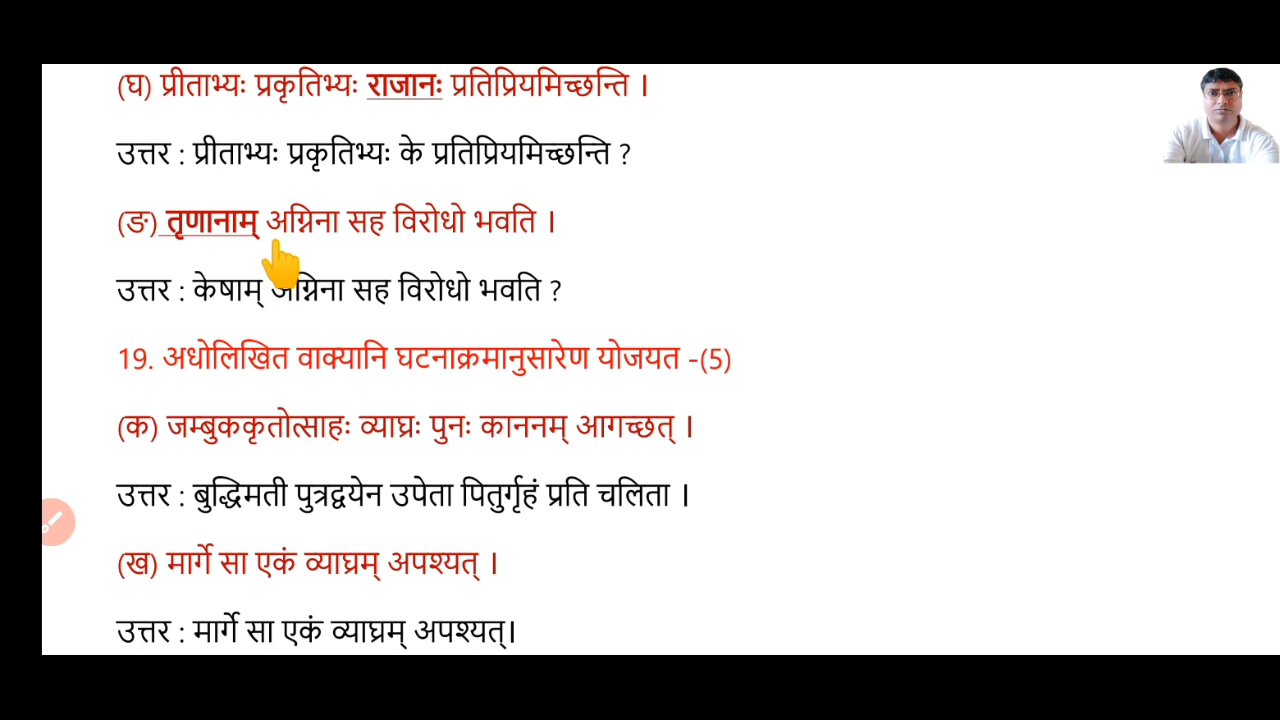 (घ) प्रीताभ्यः प्रकृतिभ्यः राजानः प्रतिप्रियमिच्छन्ति ।
उत्तर : प्रीताभ्यः प्रकृतिभ्यः के प्रतिप्रियमिच्छन्ति ?
(ङ) तृणानाम् अग्निना सह विरोधो भवति ।
उत्तर : केषाम् अग्निना सह विरोधो भवति ?
19. अधोलिखित वाक्यानि घटनाक्रमानुसारेण योजयत -(5)
(क) जम्बुककृतोत्साहः व्याघ्रः पुनः काननम् आगच्छत् ।
उत्तर : बुद्धिमती पुत्रद्वयेन उपेता पितुर्गृहं प्रति चलिता ।
(ख) मार्गे सा एकं व्याघ्रम् अपश्यत् ।
उत्तर : मार्गे सा एकं व्याघ्रम् अपश्यत्।